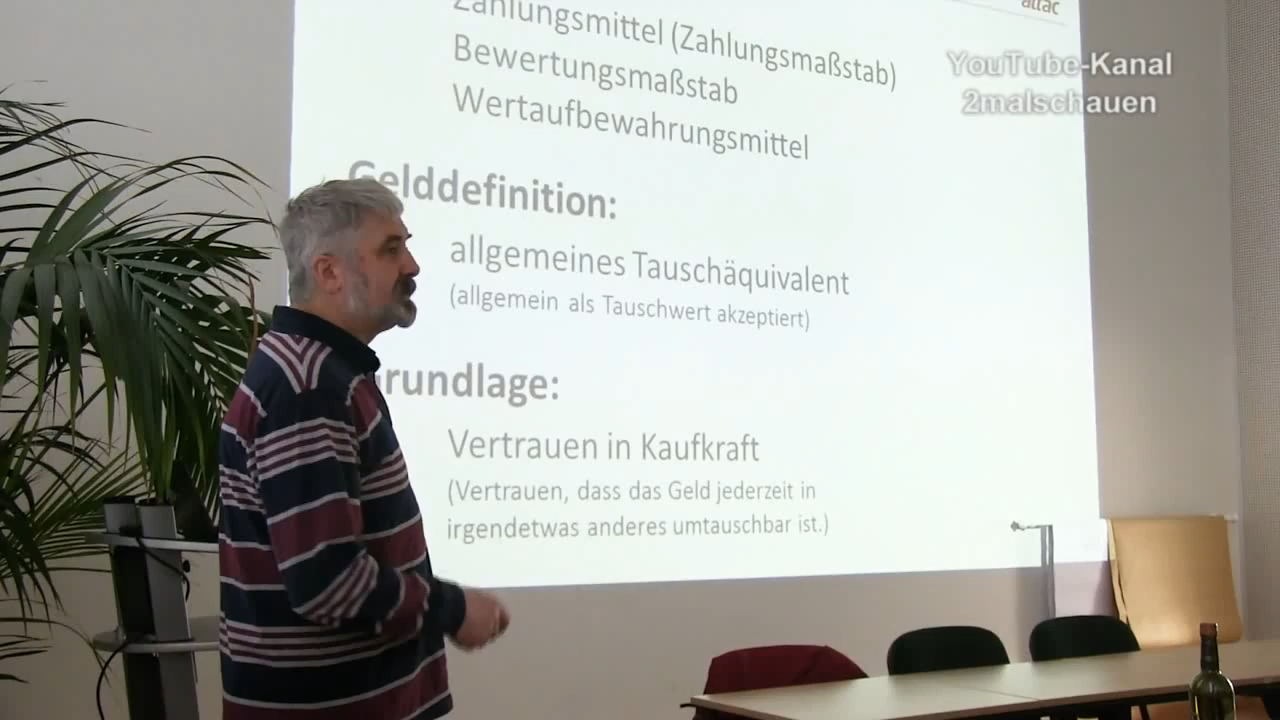 attac
Zahlungsmittel (Zahlungsmaßstab)
Bewertungsmaßstab
Wertaufbewahrungsmittel
YouTube-Kanal
2malschauen
Gelddefinition:
allgemeines Tauschäquivalent
(allgemein als Tauschwert akzeptiert)
Grundlage:
Vertrauen in Kaufkraft
(Vertrauen, dass das Geld jederzeit in
irgendetwas anderes umtauschbar ist.)